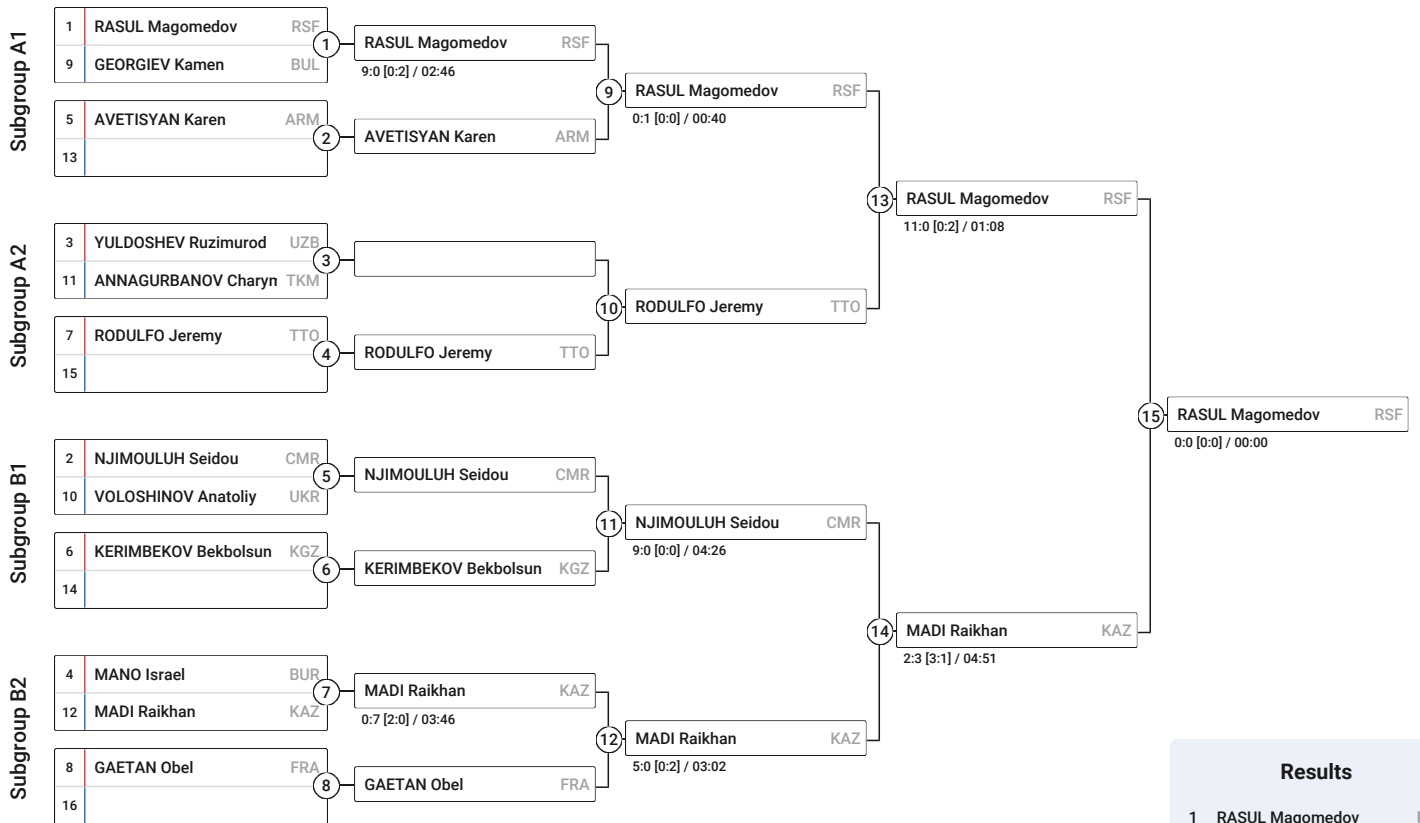 Subgroup A1
1 RASUL Magomedov RSF
9 GEORGIEV Kamen BUL
1
5 AVETISYAN Karen ARM
13
2
RASUL Magomedov RSF
9:0 [0:2] / 02:46
AVETISYAN Karen ARM
9
RASUL Magomedov RSF
0:1 [0:0] / 00:40
Subgroup A2
3 YULDOSHEV Ruzimurod UZB
11 ANNAGURBANOV Charyn TKM
3
7 RODULFO Jeremy TTO
15
4
RODULFO Jeremy TTO
10
RODULFO Jeremy TTO
13
RASUL Magomedov RSF
11:0 [0:2] / 01:08
Subgroup B1
2 NJIMOULUH Seidou CMR
10 VOLOSHINOV Anatoliy UKR
5
6 KERIMBEKOV Bekbolsun KGZ
14
6
NJIMOULUH Seidou CMR
KERIMBEKOV Bekbolsun KGZ
11
NJIMOULUH Seidou CMR
9:0 [0:0] / 04:26
Subgroup B2
4 MANO Israel BUR
12 MADI Raikhan KAZ
7
8 GAETAN Obel FRA
16
8
MADI Raikhan KAZ
0:7 [2:0] / 03:46
GAETAN Obel FRA
12
MADI Raikhan KAZ
5:0 [0:2] / 03:02
14
MADI Raikhan KAZ
2:3 [3:1] / 04:51
15
RASUL Magomedov RSF
0:0 [0:0] / 00:00
Results
1 RASUL Magomedov